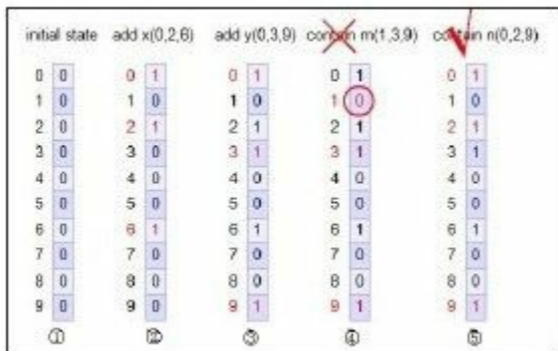 initial state add x(0,2,6) add y(0,3,9) contain m(1,3,9) contain n(0,2,9)
0 0 0 1 0 1 0 1 0 1
1 0 1 0 1 0 1 0 1 0
2 0 2 1 2 1 2 1 2 1
3 0 3 0 3 1 3 1 3 1
4 0 4 0 4 0 4 0 4 0
5 0 5 0 5 0 5 0 5 0
6 0 6 1 6 1 6 1 6 1
7 0 7 0 7 0 7 0 7 0
8 0 8 0 8 0 8 0 8 0
9 0 9 0 9 1 9 1 9 1
① ② ③ ④ ⑤